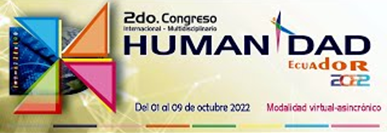 2do. Congreso
Internacional - Multidisciplinario
HUMANIDAD
ECUADOR
2022
Del 01 al 09 de octubre 2022 Modalidad virtual-asincrónico